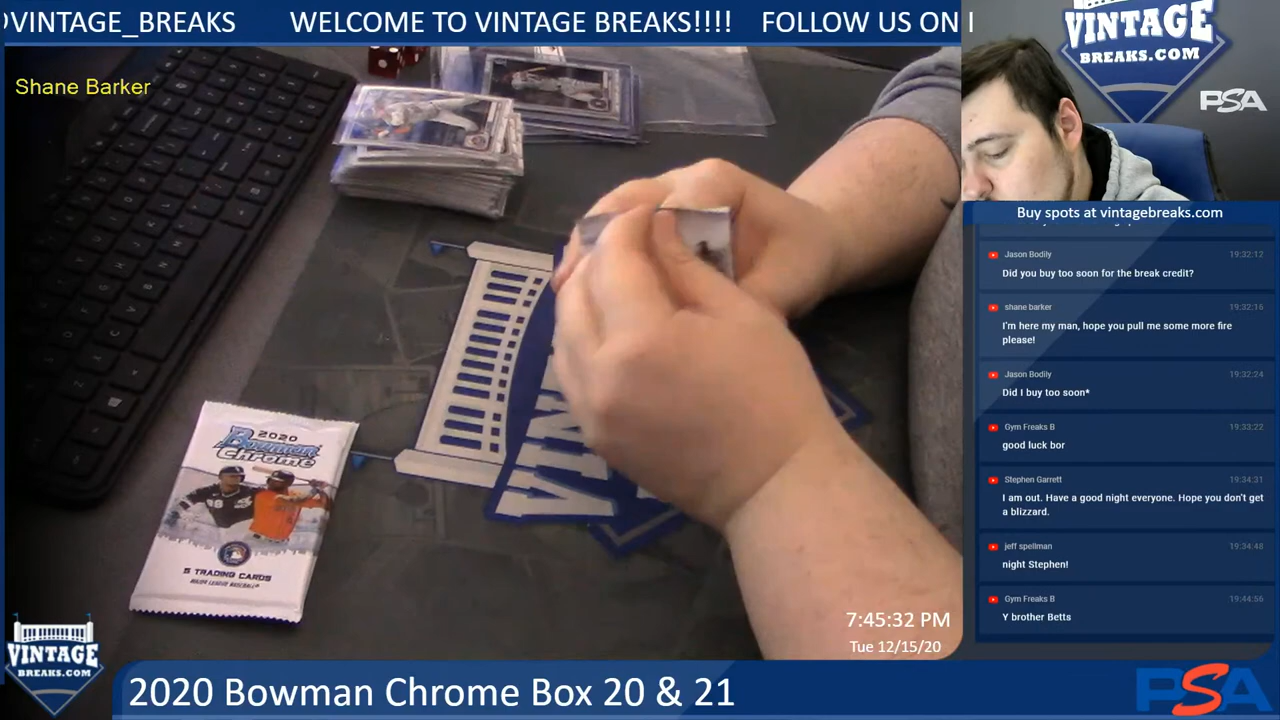 VINTAGE_BREAKS WELCOME TO VINTAGE BREAKS!!!! FOLLOW US ON
Shane Barker
VINTAGE
BREAKS.COM
PSA
Buy spots at vintagebreaks.com
Jason Bodily 19:32:12
Did you buy too soon for the break credit?
shane barker 19:32:16
I'm here my man, hope you pull me some more fire
please!
Jason Bodily 19:32:24
Did I buy too soon*
Gym Freaks B 19:33:22
good luck bor
Stephen Garrett 19:34:31
I am out. Have a good night everyone. Hope you don't get
a blizzard.
jeff spellman 19:34:48
night Stephen!
Gym Freaks B 19:44:56
Y brother Betts
2020
Bowman
Chrome
5 TRADING CARDS
MAJOR LEAGUE BASEBALL
VIN
7:45:32 PM
Tue 12/15/20
VINTAGE
BREAKS.COM
2020 Bowman Chrome Box 20 & 21
PSA